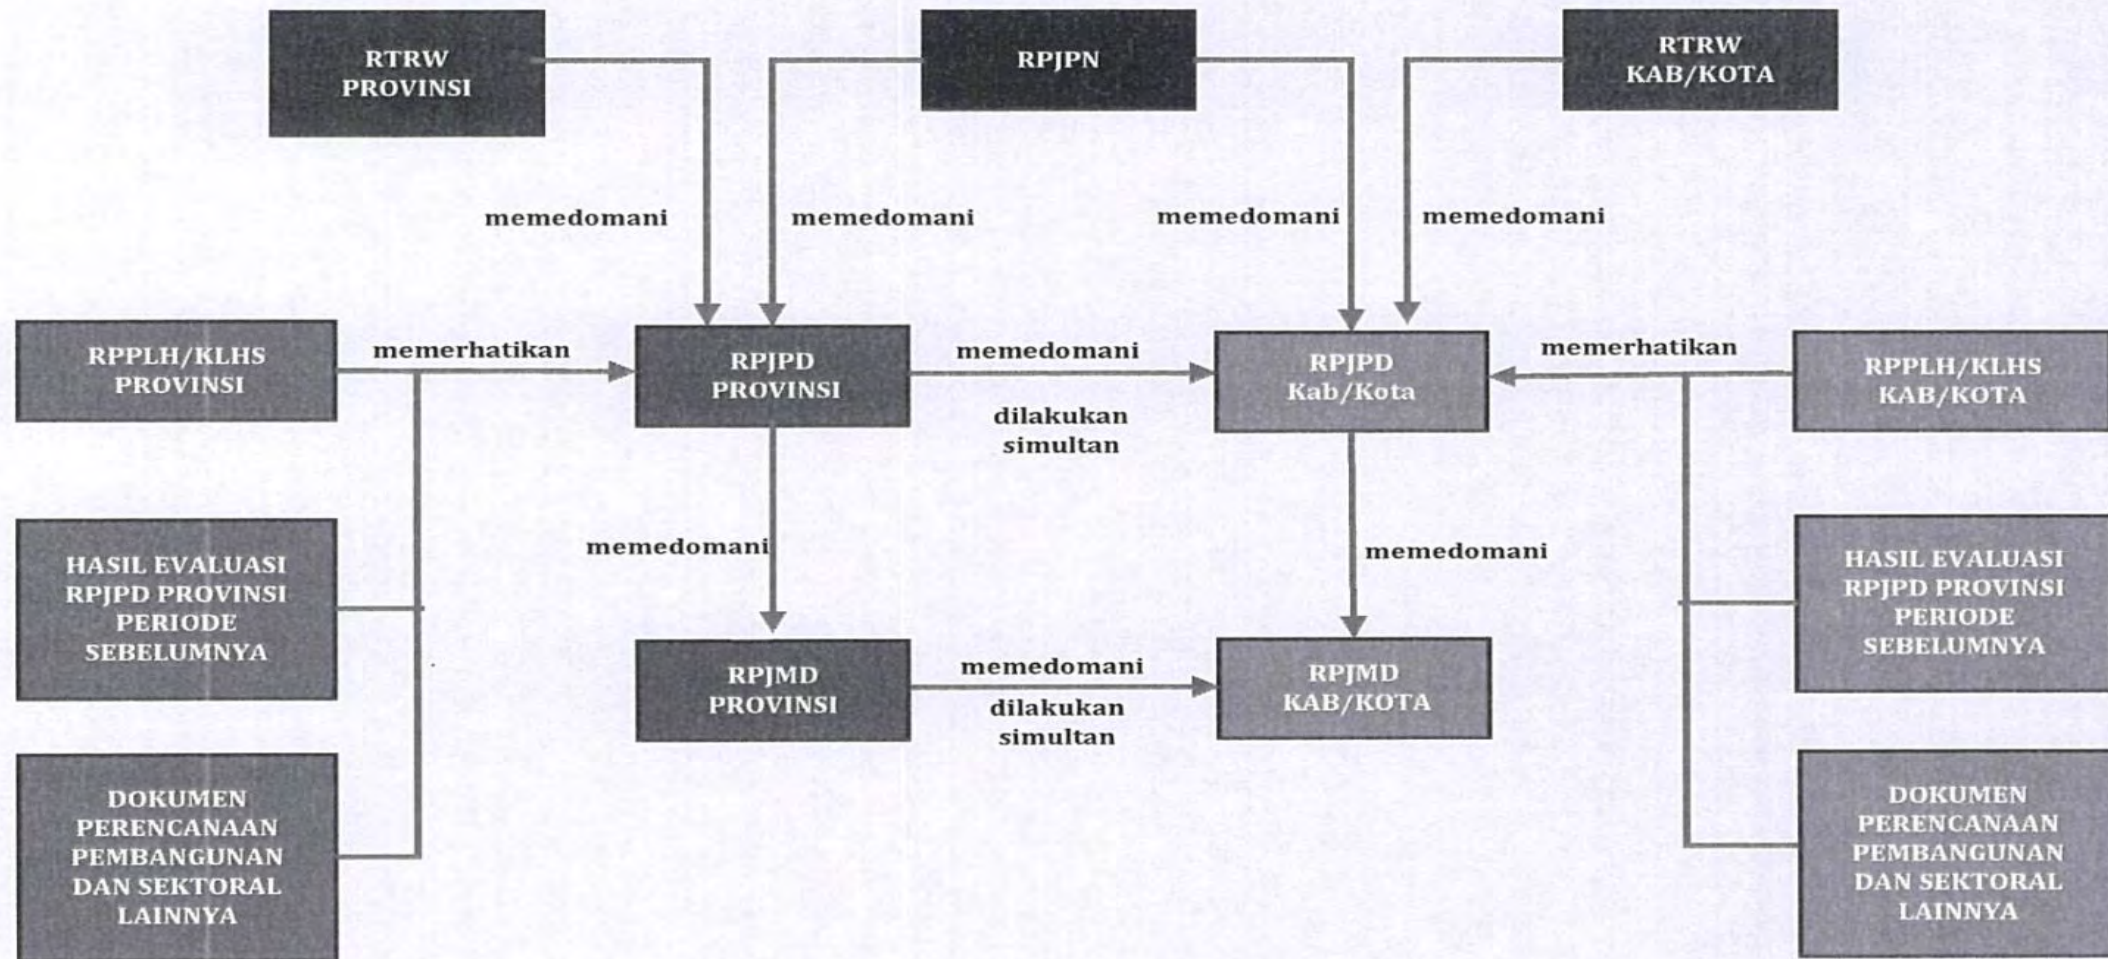 RTRW
PROVINSI
RPJPN
RTRW
KAB/KOTA
memedomani
memedomani
memedomani
memedomani
RPPLH/KLHS
PROVINSI
memerhatikan
RPJPD
PROVINSI
memedomani
dilakukan
simultan
RPJPD
Kab/Kota
memerhatikan
RPPLH/KLHS
KAB/KOTA
HASIL EVALUASI
RPJPD PROVINSI
PERIODE
SEBELUMNYA
memedomani
memedomani
HASIL EVALUASI
RPJPD PROVINSI
PERIODE
SEBELUMNYA
RPJMD
PROVINSI
memedomani
dilakukan
simultan
RPJMD
KAB/KOTA
DOKUMEN
PERENCANAAN
PEMBANGUNAN
DAN SEKTORAL
LAINNYA
DOKUMEN
PERENCANAAN
PEMBANGUNAN
DAN SEKTORAL
LAINNYA